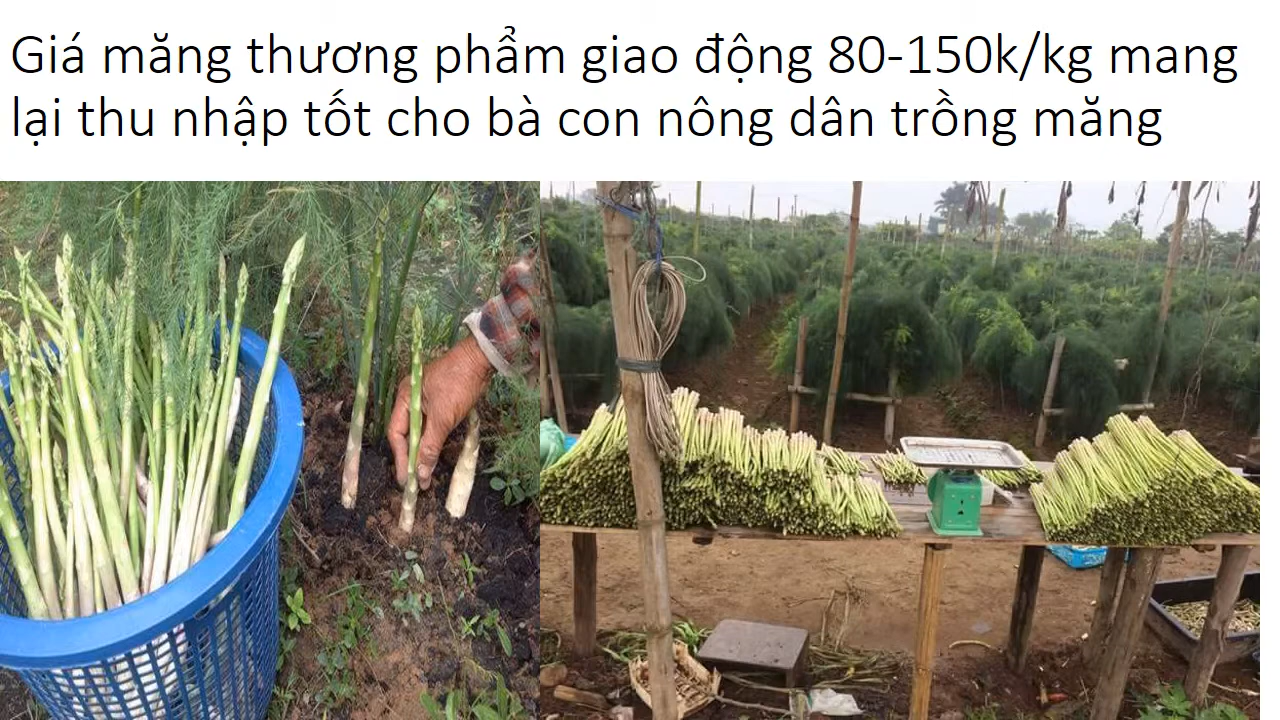 Giá măng thương phẩm giao động 80-150k/kg mang
lại thu nhập tốt cho bà con nông dân trồng măng